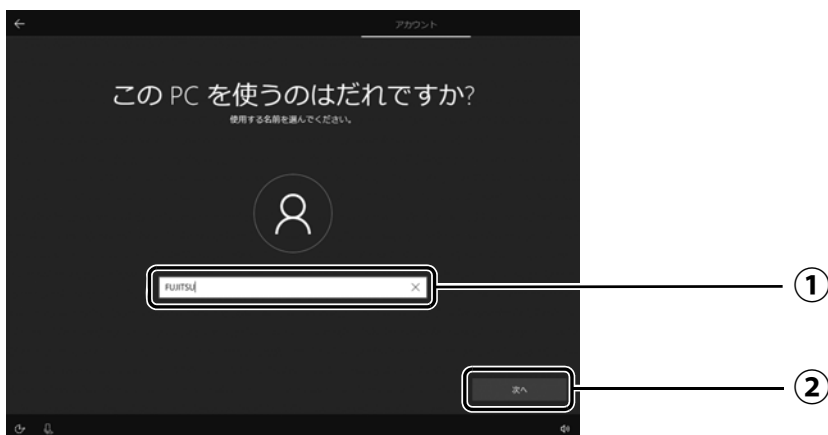 アカウント
この PC を使うのはだれですか?
使用する名前を選んでください。
FUJITSU
①
次へ
②